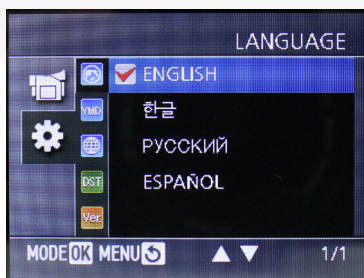 LANGUAGE
ENGLISH
YMD 한글
РУССКИЙ
DST ESPAÑOL
Ver.
MODE OK MENU 1/1